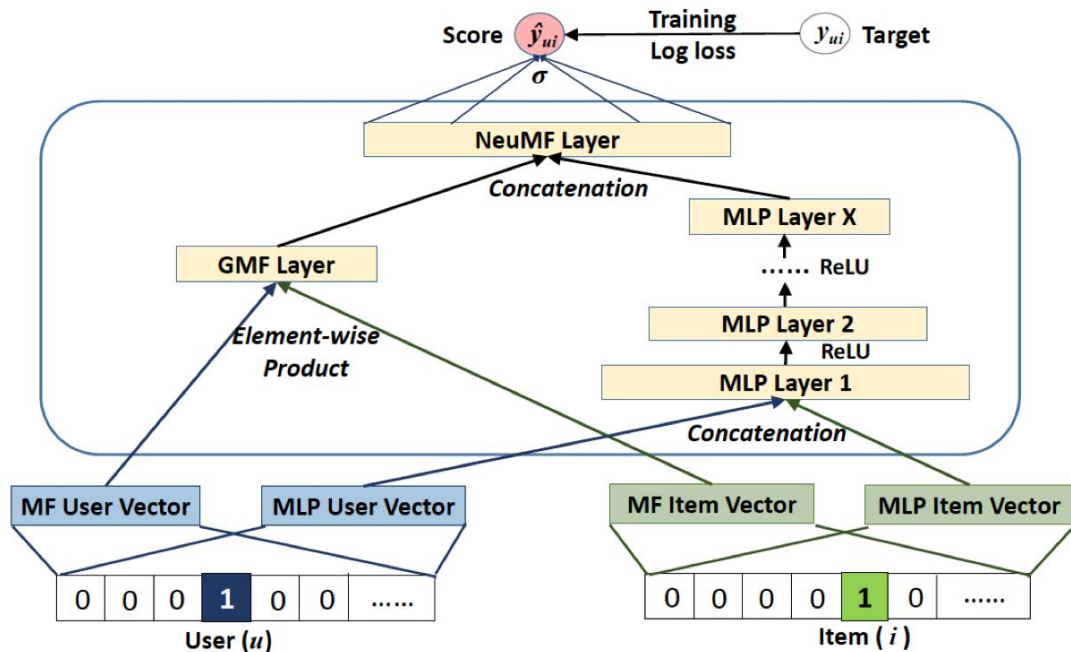 Score ŷui Training yui Target
Log loss
σ
NeuMF Layer
Concatenation
MLP Layer X
GMF Layer
...... ReLU
Element-wise
Product
MLP Layer 2
ReLU
MLP Layer 1
Concatenation
MF User Vector MLP User Vector MF Item Vector MLP Item Vector
0 0 0 1 0 0 ......
0 0 0 0 1 0 ......
User (u) Item ( i )